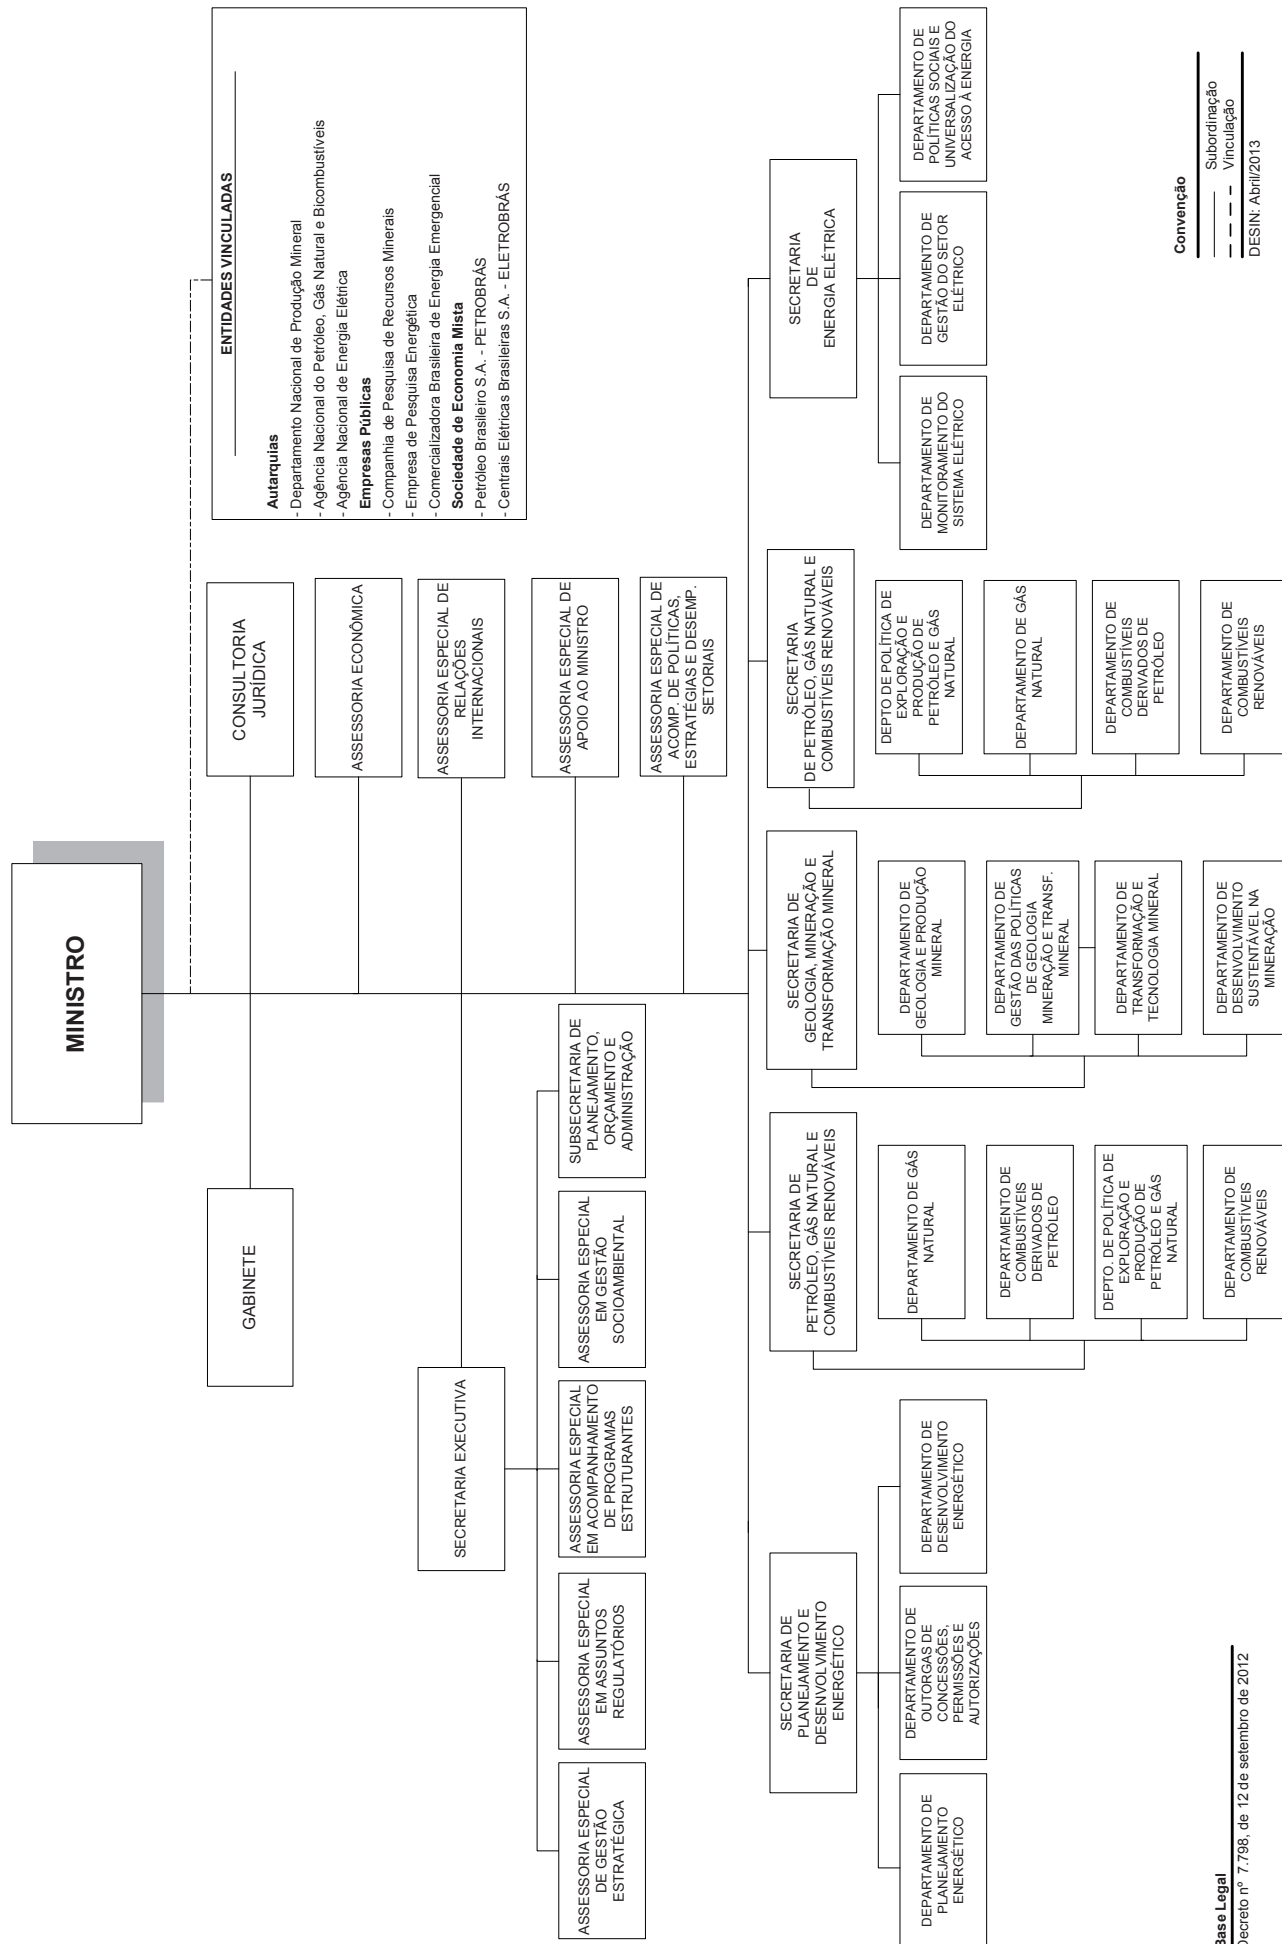 MINISTRO
GABINETE
CONSULTORIA
JURÍDICA
ENTIDADES VINCULADAS
Autarquias
- Departamento Nacional de Produção Mineral
- Agência Nacional do Petróleo, Gás Natural e Bicombustíveis
- Agência Nacional de Energia Elétrica
Empresas Públicas
- Companhia de Pesquisa de Recursos Minerais
- Empresa de Pesquisa Energética
- Comercializadora Brasileira de Energia Emergencial
Sociedade de Economia Mista
- Petróleo Brasileiro S.A. - PETROBRÁS
- Centrais Elétricas Brasileiras S.A. - ELETROBRÁS
ASSESSORIA ECONÔMICA
SECRETARIA EXECUTIVA
ASSESSORIA ESPECIAL DE
RELAÇÕES
INTERNACIONAIS
ASSESSORIA ESPECIAL DE
APOIO AO MINISTRO
ASSESSORIA ESPECIAL DE
ACOMP. DE POLÍTICAS,
ESTRATÉGIAS E DESEMP.
SETORIAIS
ASSESSORIA ESPECIAL
DE GESTÃO
ESTRATÉGICA
ASSESSORIA ESPECIAL
EM ASSUNTOS
REGULATÓRIOS
ASSESSORIA ESPECIAL
EM ACOMPANHAMENTO
DE PROGRAMAS
ESTRUTURANTES
ASSESSORIA ESPECIAL
EM GESTÃO
SOCIOAMBIENTAL
SUBSECRETARIA DE
PLANEJAMENTO,
ORÇAMENTO E
ADMINISTRAÇÃO
SECRETARIA DE
PLANEJAMENTO E
DESENVOLVIMENTO
ENERGÉTICO
DEPARTAMENTO DE
PLANEJAMENTO
ENERGÉTICO
DEPARTAMENTO DE
OUTORGAS DE
CONCESSÕES,
PERMISSÕES E
AUTORIZAÇÕES
DEPARTAMENTO DE
DESENVOLVIMENTO
ENERGÉTICO
SECRETARIA DE
PETRÓLEO, GÁS NATURAL E
COMBUSTÍVEIS RENOVÁVEIS
DEPARTAMENTO DE GÁS
NATURAL
DEPARTAMENTO DE
COMBUSTÍVEIS
DERIVADOS DE
PETRÓLEO
DEPTO. DE POLÍTICA DE
EXPLORAÇÃO E
PRODUÇÃO DE
PETRÓLEO E GÁS
NATURAL
DEPARTAMENTO DE
COMBUSTÍVEIS
RENOVÁVEIS
SECRETARIA DE
GEOLOGIA, MINERAÇÃO E
TRANSFORMAÇÃO MINERAL
DEPARTAMENTO DE
GEOLOGIA E PRODUÇÃO
MINERAL
DEPARTAMENTO DE
GESTÃO DAS POLÍTICAS
DE GEOLOGIA
MINERAÇÃO E TRANSF.
MINERAL
DEPARTAMENTO DE
TRANSFORMAÇÃO E
TECNOLOGIA MINERAL
DEPARTAMENTO DE
DESENVOLVIMENTO
SUSTENTÁVEL NA
MINERAÇÃO
SECRETARIA
DE PETRÓLEO, GÁS NATURAL E
COMBUSTÍVEIS RENOVÁVEIS
DEPTO DE POLÍTICA DE
EXPLORAÇÃO E
PRODUÇÃO DE
PETRÓLEO E GÁS
NATURAL
DEPARTAMENTO DE GÁS
NATURAL
DEPARTAMENTO DE
COMBUSTÍVEIS
DERIVADOS DE
PETRÓLEO
DEPARTAMENTO DE
COMBUSTÍVEIS
RENOVÁVEIS
SECRETARIA
DE
ENERGIA ELÉTRICA
DEPARTAMENTO DE
MONITORAMENTO DO
SISTEMA ELÉTRICO
DEPARTAMENTO DE
GESTÃO DO SETOR
ELÉTRICO
DEPARTAMENTO DE
POLÍTICAS SOCIAIS E
UNIVERSALIZAÇÃO DO
ACESSO À ENERGIA
Base Legal
Decreto nº 7.798, de 12 de setembro de 2012
Convenção
Subordinação
Vinculação
DESIN: Abril/2013